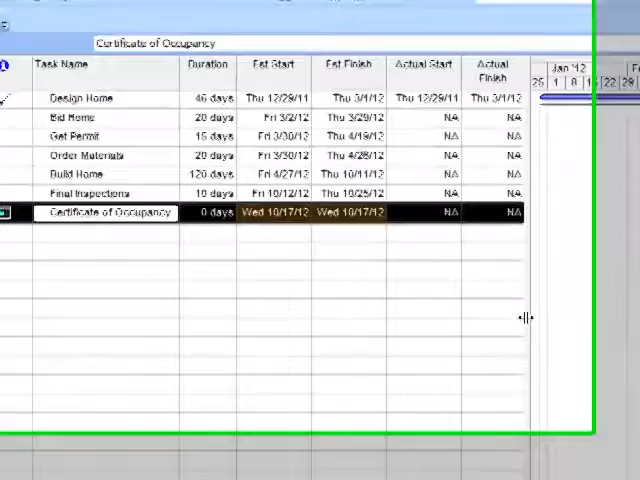 Certificate of Occupancy
Task Name Duration Est Start Est Finish Actual Start Actual Finish Jan '12
25 1 8 15 22 29
Design Home 46 days Thu 12/29/11 Thu 3/1/12 Thu 12/29/11 Thu 3/1/12
Bid Home 20 days Fri 3/2/12 Thu 3/29/12 NA NA
Get Permit 15 days Fri 3/30/12 Thu 4/19/12 NA NA
Order Materials 20 days Fri 3/30/12 Thu 4/26/12 NA NA
Build Home 120 days Fri 4/27/12 Thu 10/11/12 NA NA
Final Inspections 10 days Fri 10/12/12 Thu 10/25/12 NA NA
Certificate of Occupancy 0 days Wed 10/17/12 Wed 10/17/12 NA NA